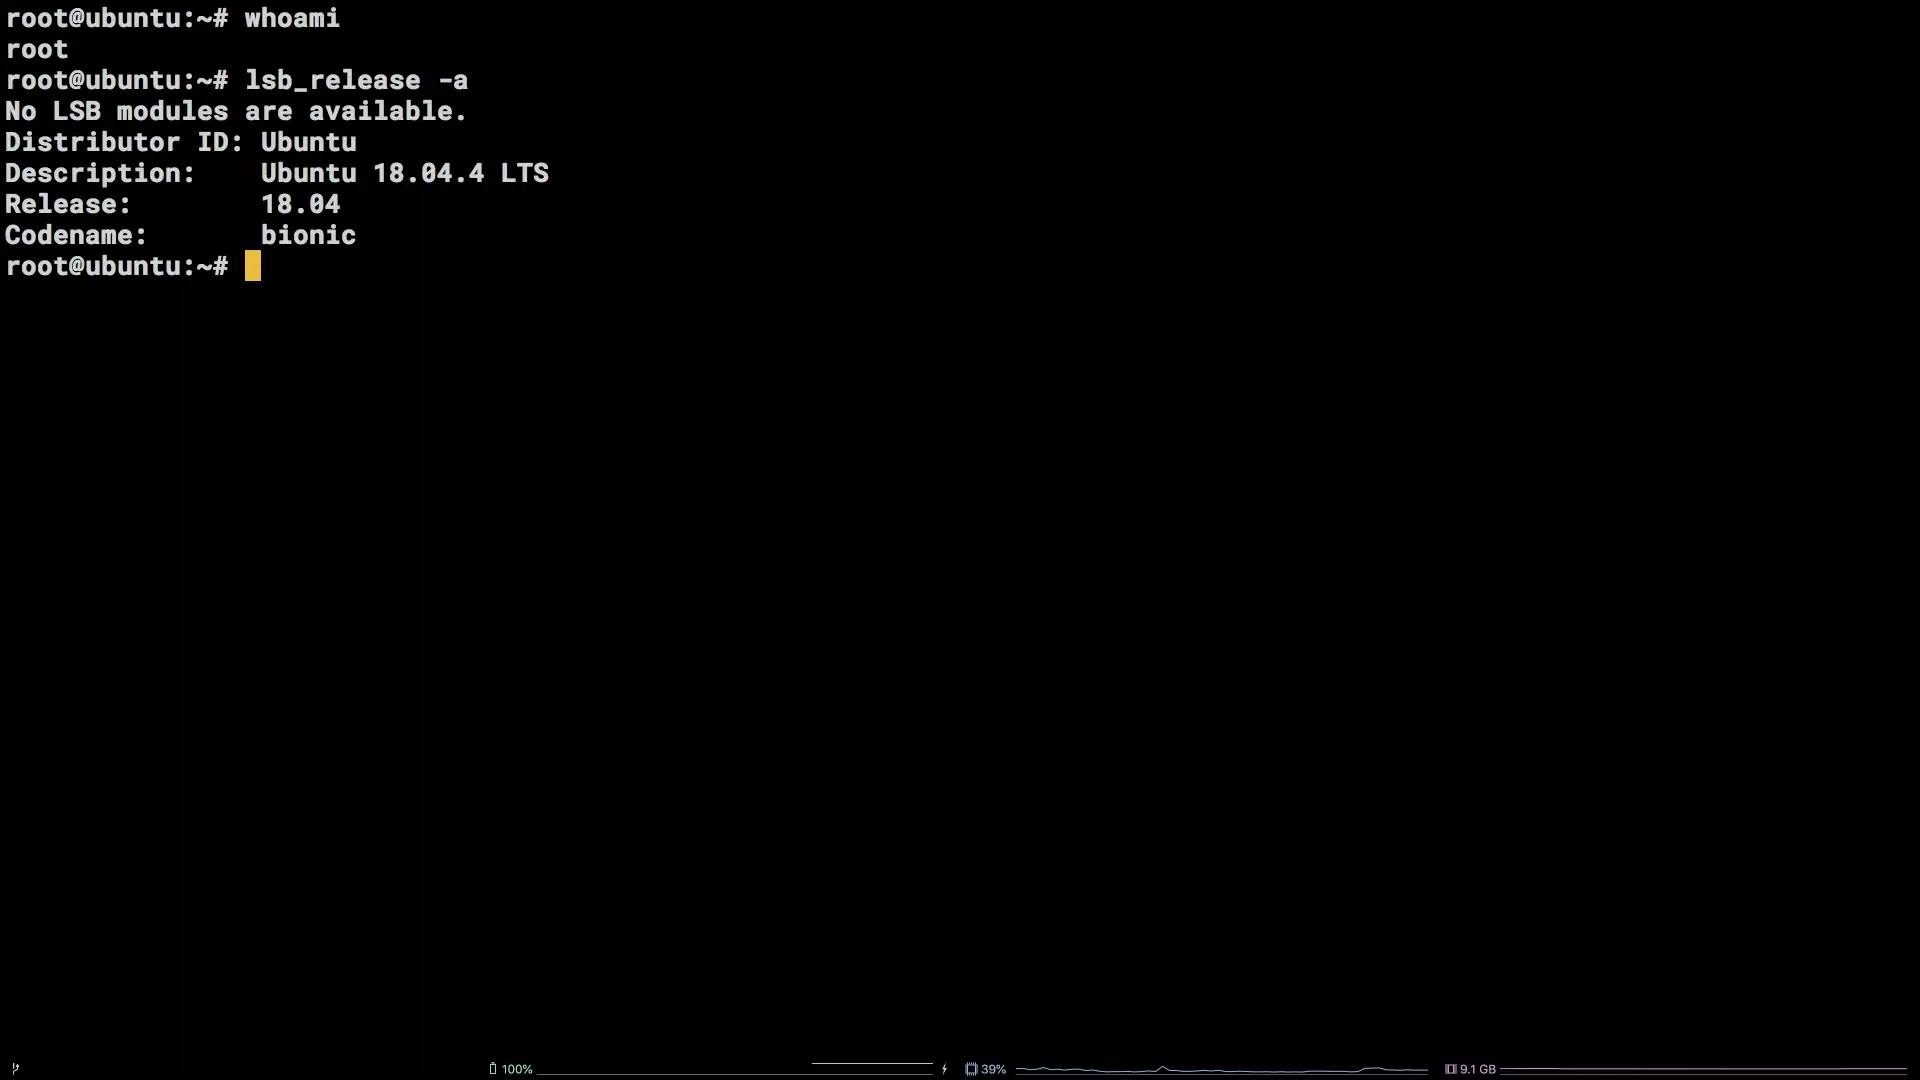 root@ubuntu:~# whoami
root
root@ubuntu:~# lsb_release -a
No LSB modules are available.
Distributor ID: Ubuntu
Description:    Ubuntu 18.04.4 LTS
Release:        18.04
Codename:       bionic
root@ubuntu:~#
100% 39% 9.1 GB